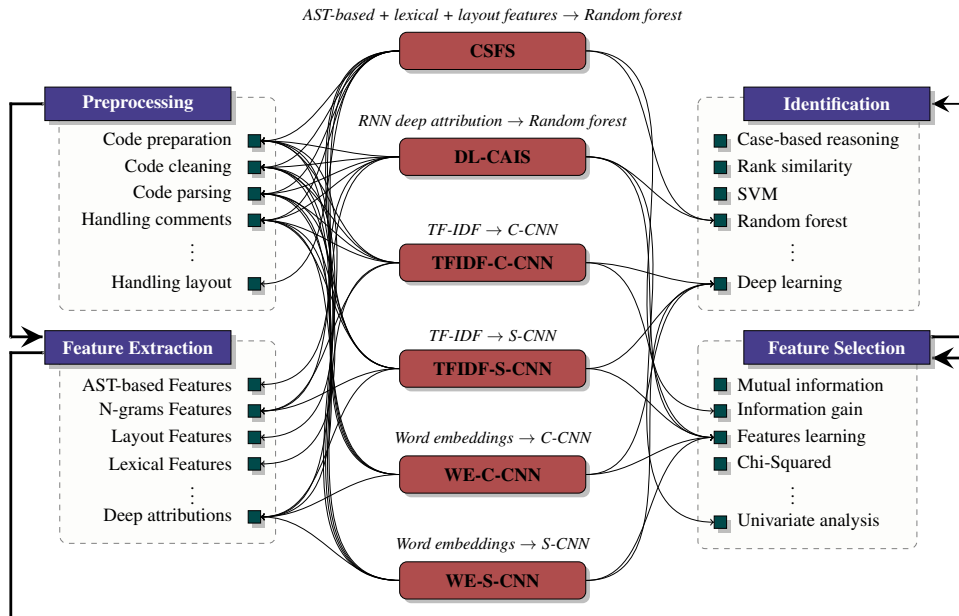 AST-based + lexical + layout features → Random forest
CSFS
RNN deep attribution → Random forest
DL-CAIS
TF-IDF → C-CNN
TFIDF-C-CNN
TF-IDF → S-CNN
TFIDF-S-CNN
Word embeddings → C-CNN
WE-C-CNN
Word embeddings → S-CNN
WE-S-CNN
Preprocessing
Code preparation
Code cleaning
Code parsing
Handling comments
⋮
Handling layout
Feature Extraction
AST-based Features
N-grams Features
Layout Features
Lexical Features
⋮
Deep attributions
Identification
Case-based reasoning
Rank similarity
SVM
Random forest
⋮
Deep learning
Feature Selection
Mutual information
Information gain
Features learning
Chi-Squared
⋮
Univariate analysis